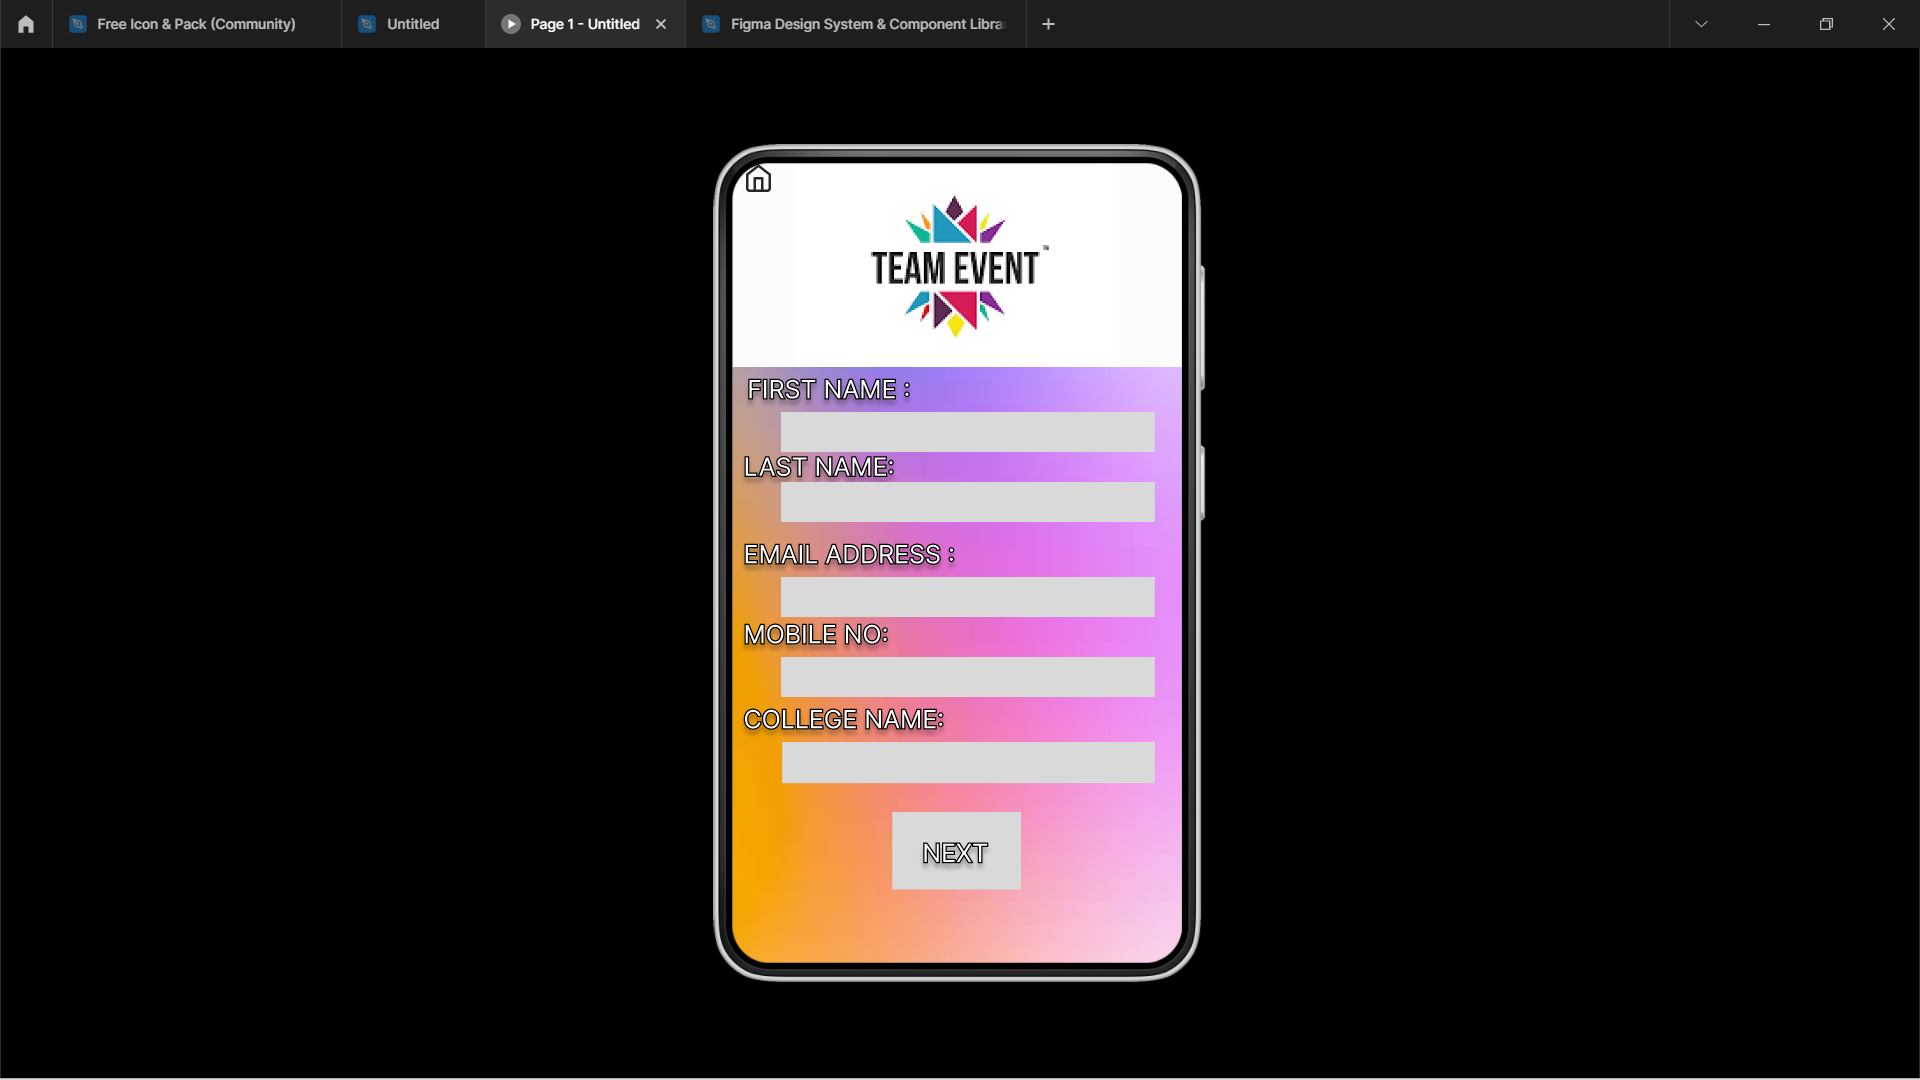 Free Icon & Pack (Community)
Untitled
Page 1 - Untitled
Figma Design System & Component Libra
TEAM EVENT
FIRST NAME :
LAST NAME:
EMAIL ADDRESS :
MOBILE NO:
COLLEGE NAME:
NEXT